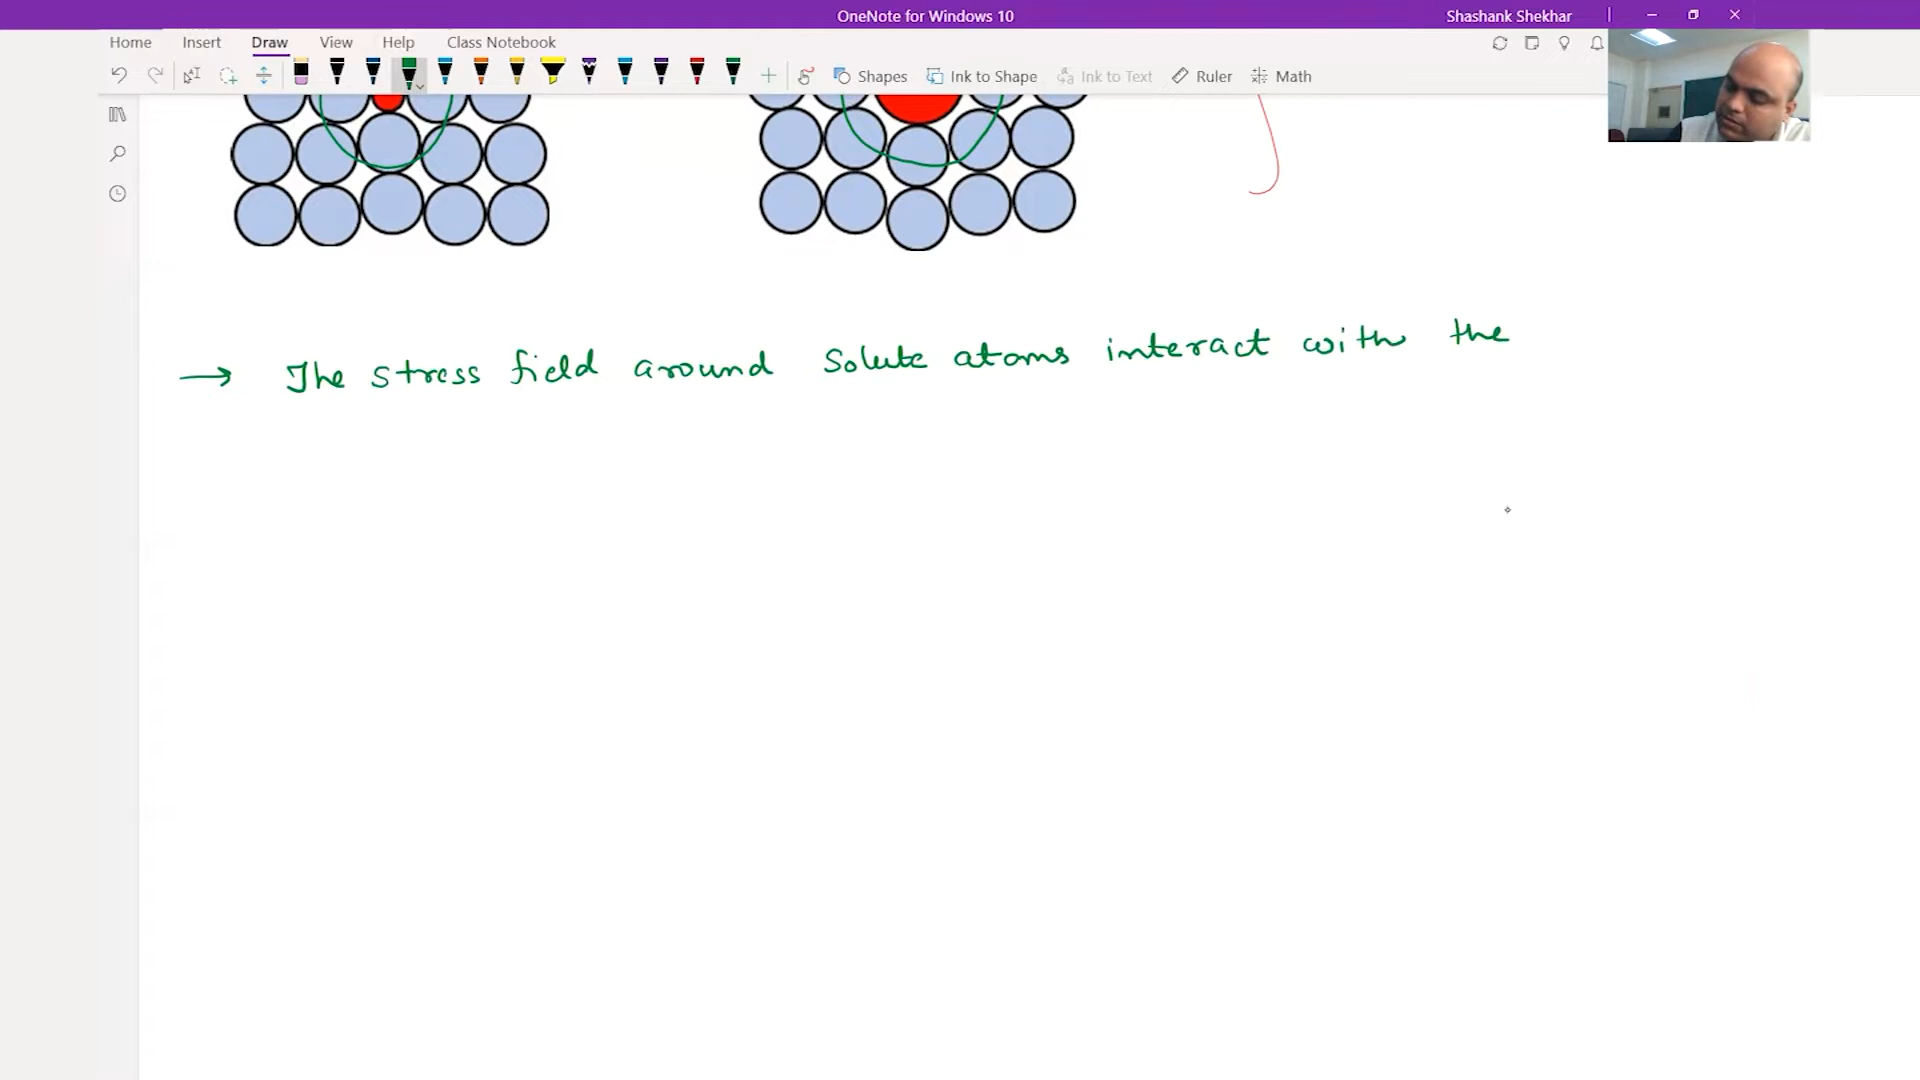 OneNote for Windows 10
Shashank Shekhar
Home Insert Draw View Help Class Notebook
Shapes Ink to Shape Ink to Text Ruler Math
→ The stress field around Solute atoms interact with the